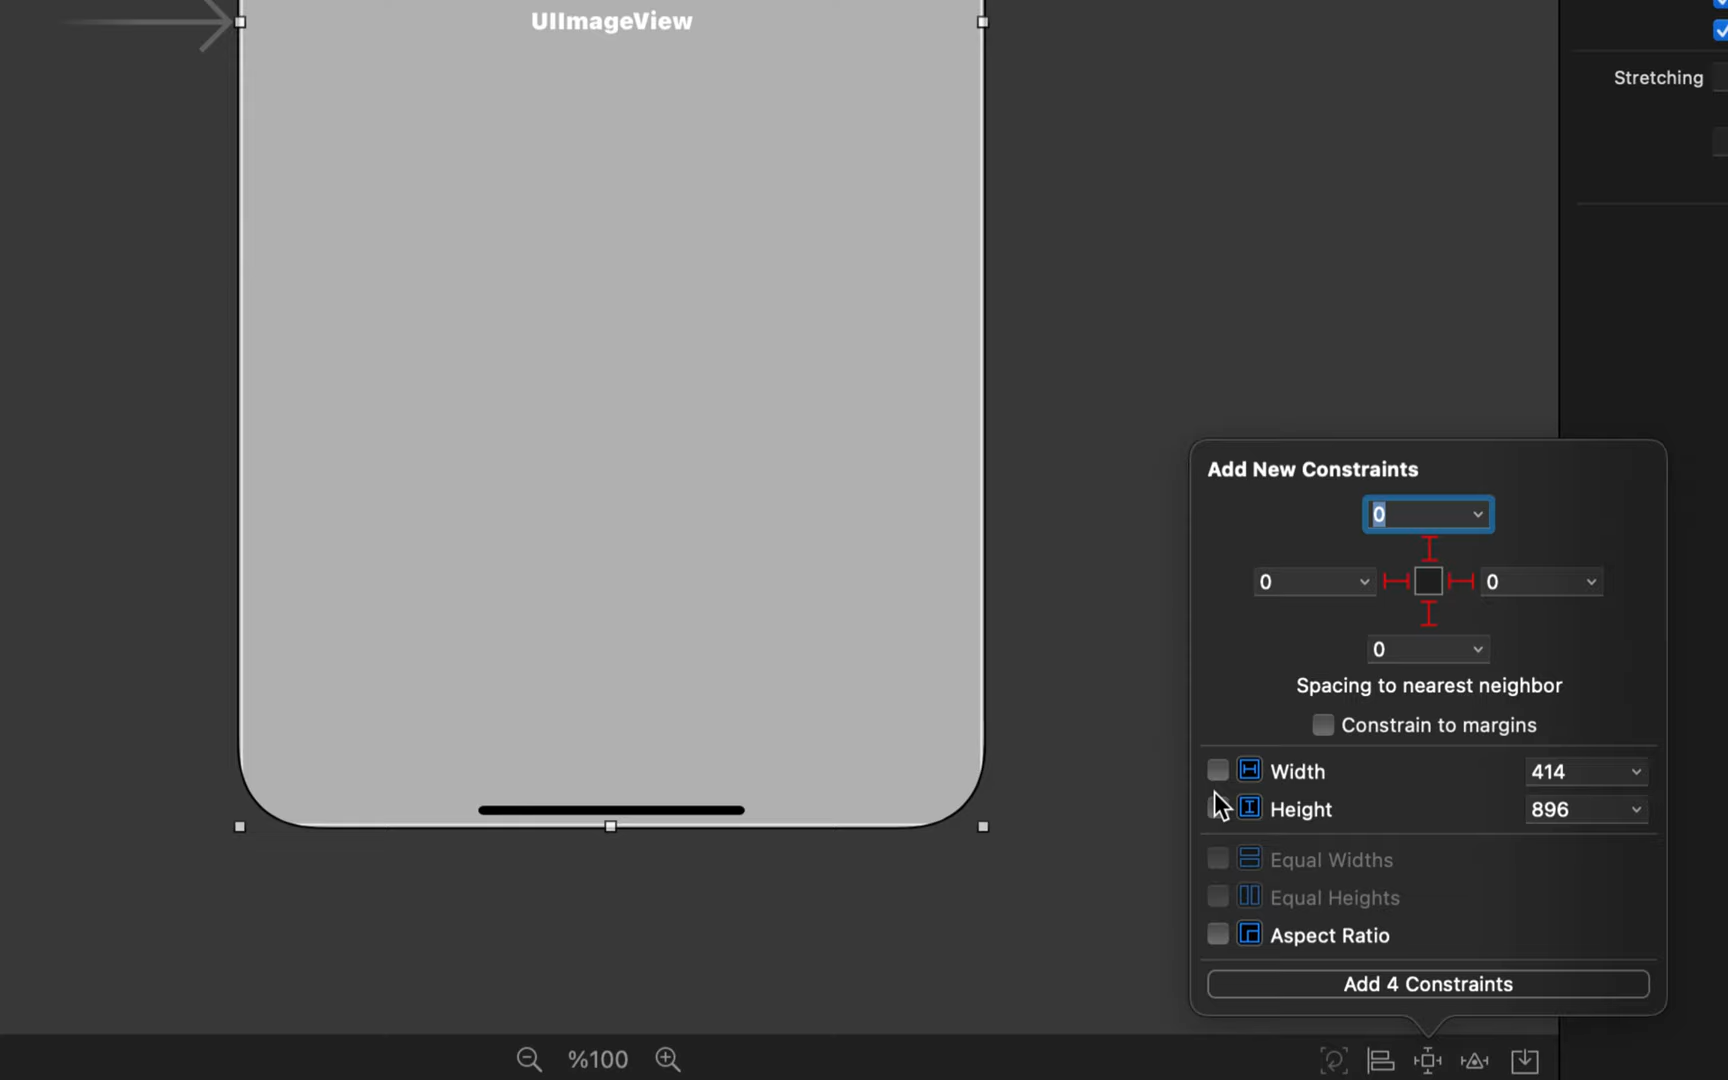 UIImageView
Stretching
Add New Constraints
0
0
0
0
Spacing to nearest neighbor
Constrain to margins
Width
414
Height
896
Equal Widths
Equal Heights
Aspect Ratio
Add 4 Constraints
%100